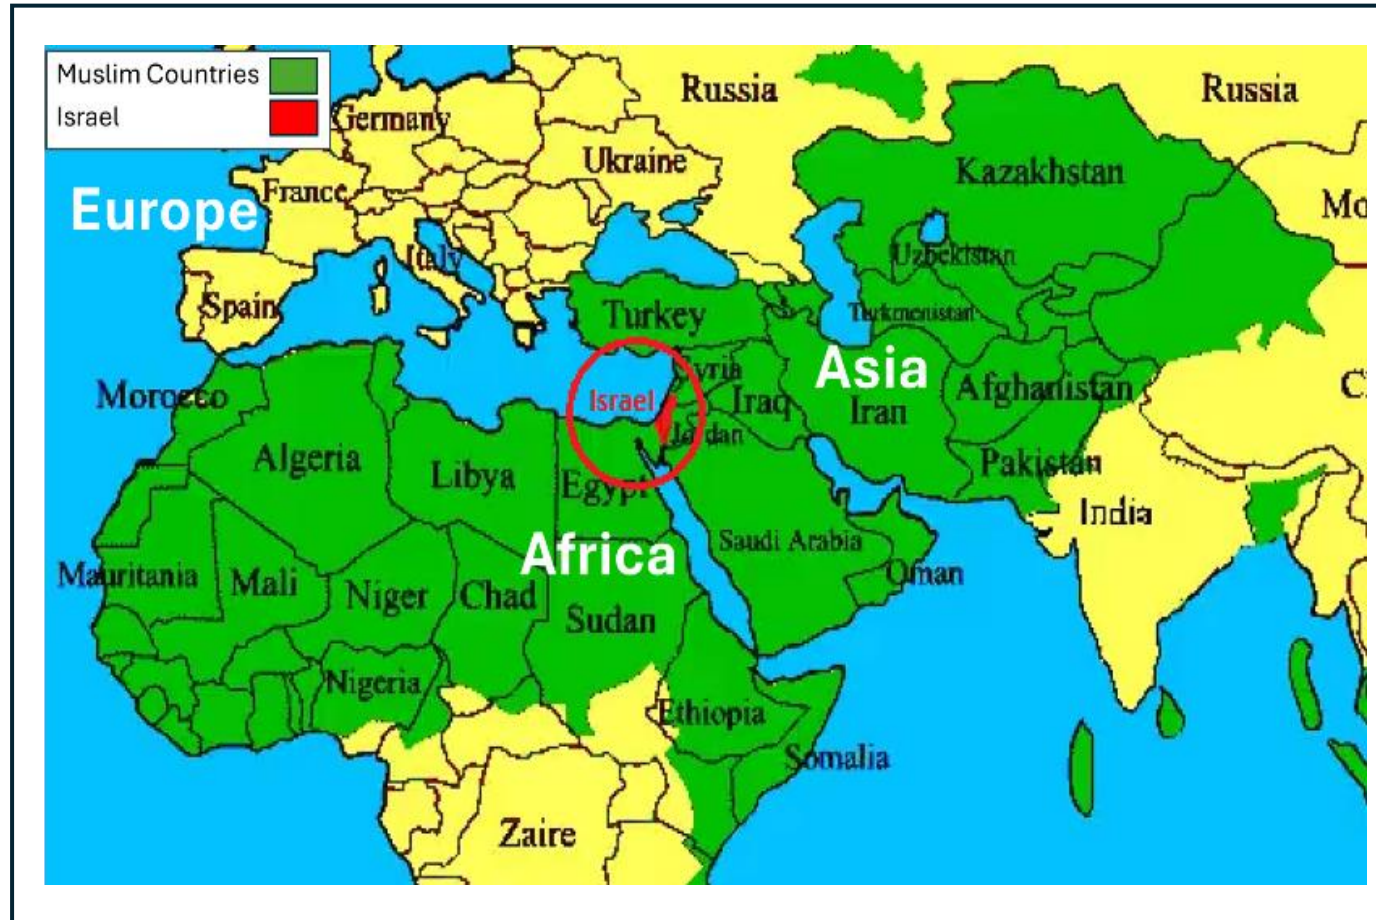 Muslim Countries
Israel
Russia
Russia
Germany
Ukraine
Kazakhstan
France
Mo
Europe
Italy
Uzbekistan
Spain
Turkey
Turkmenistan
Asia
Syria
Morocco
Israel
Iraq
Iran
Afghanistan
C
Jordan
Algeria
Libya
Pakistan
Egypt
India
Saudi Arabia
Africa
Mauritania
Mali
Niger
Chad
Oman
Sudan
Nigeria
Ethiopia
Somalia
Zaire